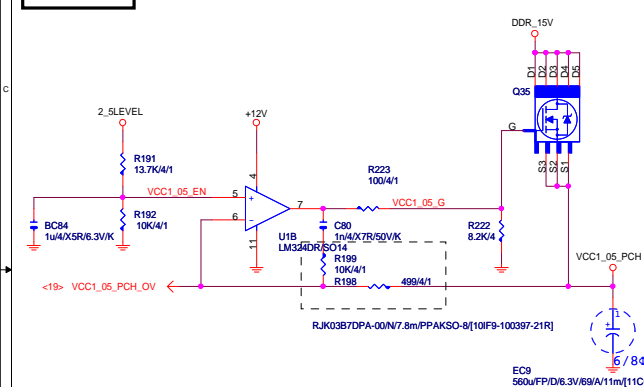 DDR_15V
D1 D2 D3 D4 D5
Q35
C
2_5LEVEL
+12V
G
S3 S2 S1
R191
13.7K/4/1
R223
100/4/1
4
VCC1_05_EN
5
+
7
VCC1_05_G
6
-
R192
10K/4/1
BC84
1u/4/X5R/6.3V/K
U1B
LM324DR/SO14
11
C80
1n/4/X7R/50V/K
R222
8.2K/4
R199
10K/4/1
R198
499/4/1
VCC1_05_PCH
<19> VCC1_05_PCH_OV
RJK03B7DPA-00/N/7.8m/PPAKSO-8/[10IF9-100397-21R]
1
+
6/84
EC9
560u/FP/D/6.3V/69/A/11m/[11C